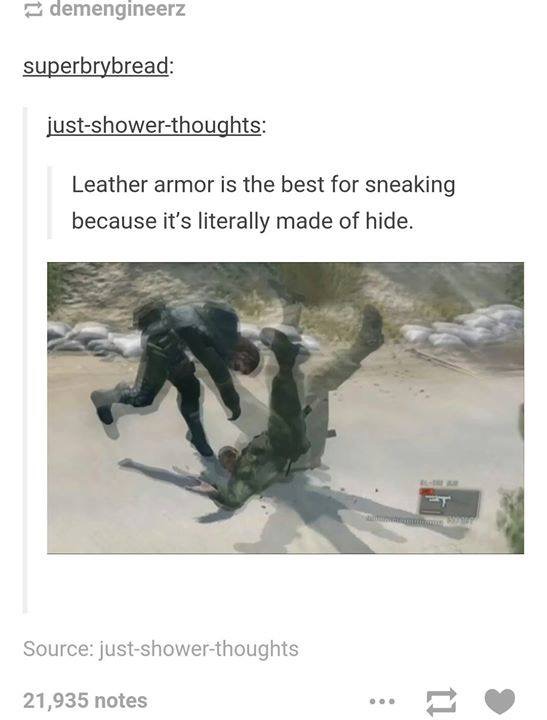 demengineerz
superbrybread:
just-shower-thoughts:
Leather armor is the best for sneaking
because it's literally made of hide.
Source: just-shower-thoughts
21,935 notes